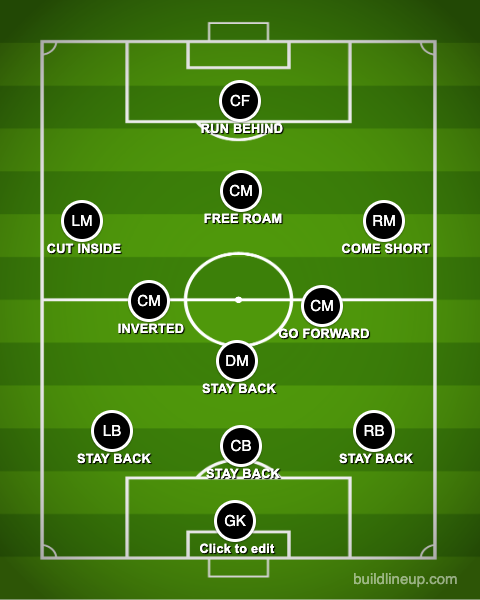 CF
RUN BEHIND
CM
FREE ROAM
LM
CUT INSIDE
RM
COME SHORT
CM
INVERTED
CM
GO FORWARD
DM
STAY BACK
LB
STAY BACK
CB
STAY BACK
RB
STAY BACK
GK
Click to edit
buildlineup.com